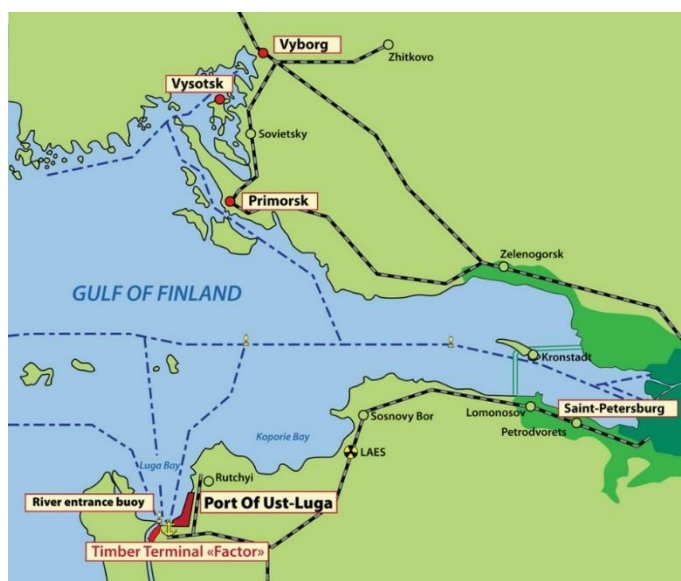 Vyborg
Zhitkovo
Vysotsk
Sovietsky
Primorsk
Zelenogorsk
GULF OF FINLAND
Kronstadt
Saint-Petersburg
Lomonosov
Petrodvorets
Sosnovy Bor
Koporie Bay
LAES
Luga Bay
Rutchyi
River entrance buoy
Port Of Ust-Luga
Timber Terminal «Factor»